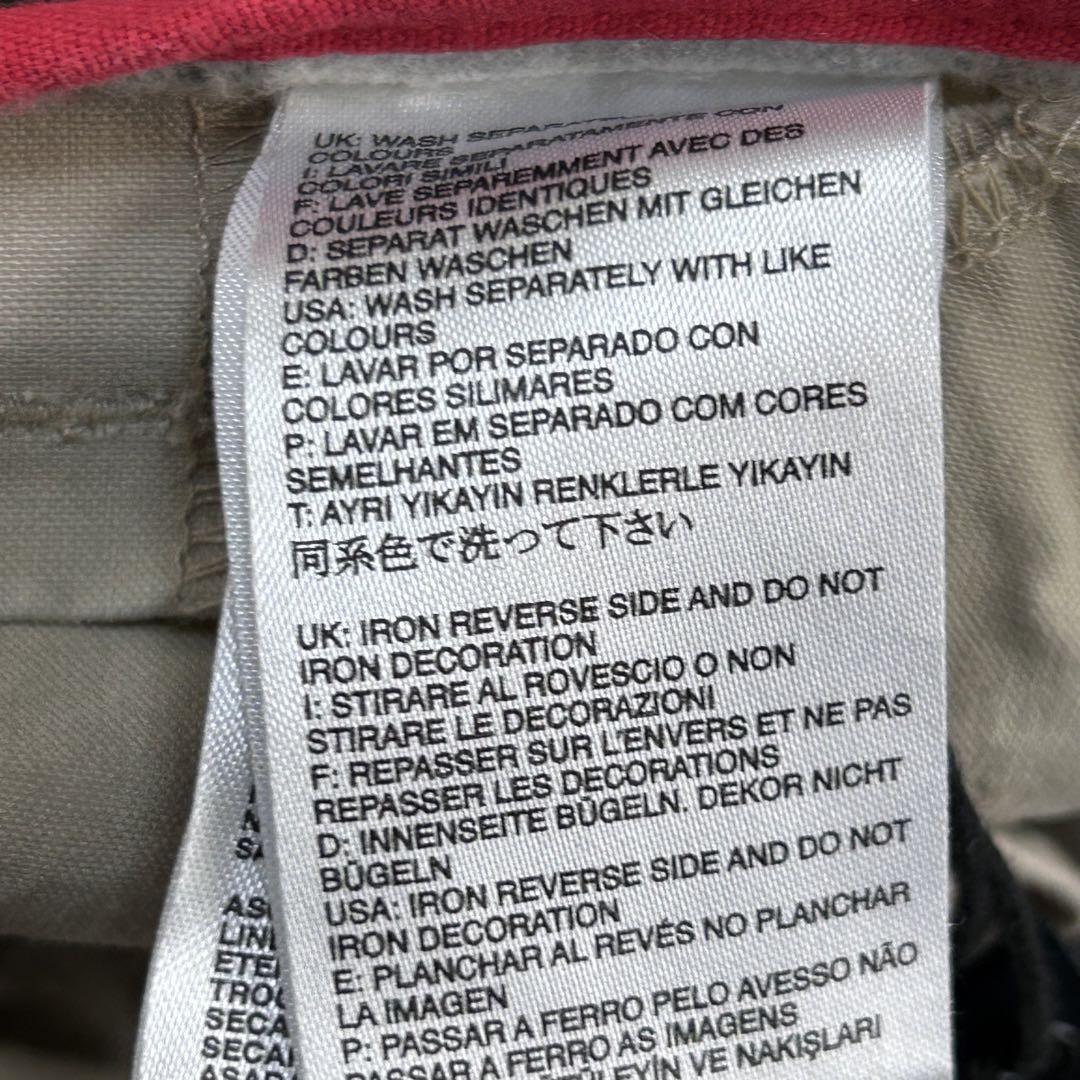 UK: WASH SEPARATAMENTE CON
COLOURS
I: LAVARE SEPARATAMENTE CON
COLORI SIMILI
F: LAVE SEPAREMMENT AVEC DES
COULEURS IDENTIQUES
D: SEPARAT WASCHEN MIT GLEICHEN
FARBEN WASCHEN
USA: WASH SEPARATELY WITH LIKE
COLOURS
E: LAVAR POR SEPARADO CON
COLORES SILIMARES
P: LAVAR EM SEPARADO COM CORES
SEMELHANTES
T: AYRI YIKAYIN RENKLERLE YIKAYIN
同系色で洗って下さい
UK: IRON REVERSE SIDE AND DO NOT
IRON DECORATION
I: STIRARE AL ROVESCIO O NON
STIRARE LE DECORAZIONI
F: REPASSER SUR L'ENVERS ET NE PAS
REPASSER LES DECORATIONS
D: INNENSEITE BÜGELN. DEKOR NICHT
BÜGELN
USA: IRON REVERSE SIDE AND DO NOT
IRON DECORATION
E: PLANCHAR AL REVÉS NO PLANCHAR
LA IMAGEN
P: PASSAR A FERRO PELO AVESSO NÃO
PASSAR A FERRO AS IMAGENS
VE NAKIŞLARI